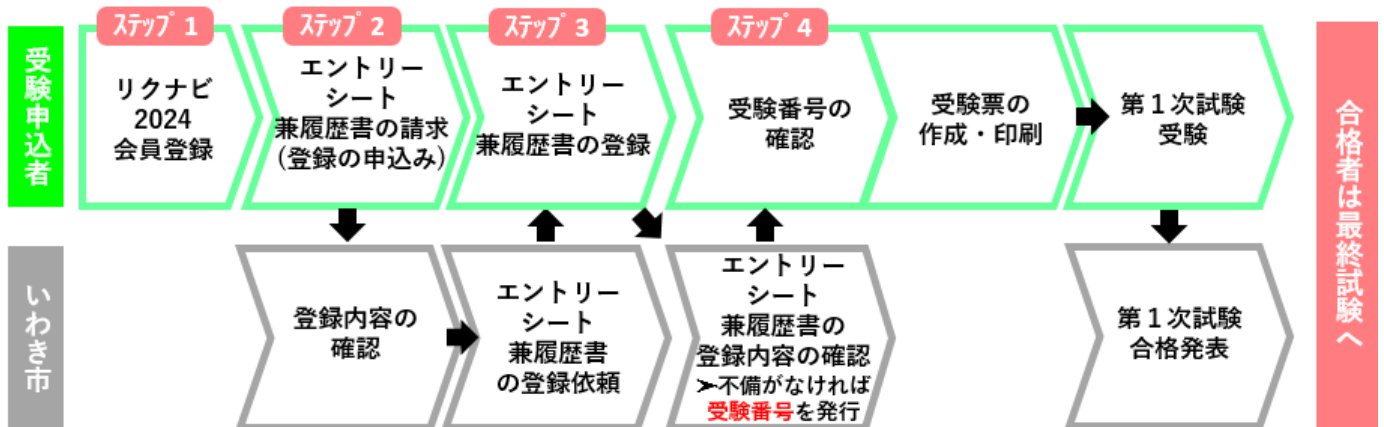 受験申込者
ステップ 1
リクナビ
2024
会員登録
ステップ 2
エントリー
シート
兼履歴書の請求
(登録の申込み)
ステップ 3
エントリー
シート
兼履歴書の登録
ステップ 4
受験番号の
確認
受験票の
作成・印刷
第１次試験
受験
いわき市
登録内容の
確認
エントリー
シート
兼履歴書
の登録依頼
エントリー
シート
兼履歴書の
登録内容の確認
➢不備がなければ
受験番号を発行
第１次試験
合格発表
合格者は最終試験へ